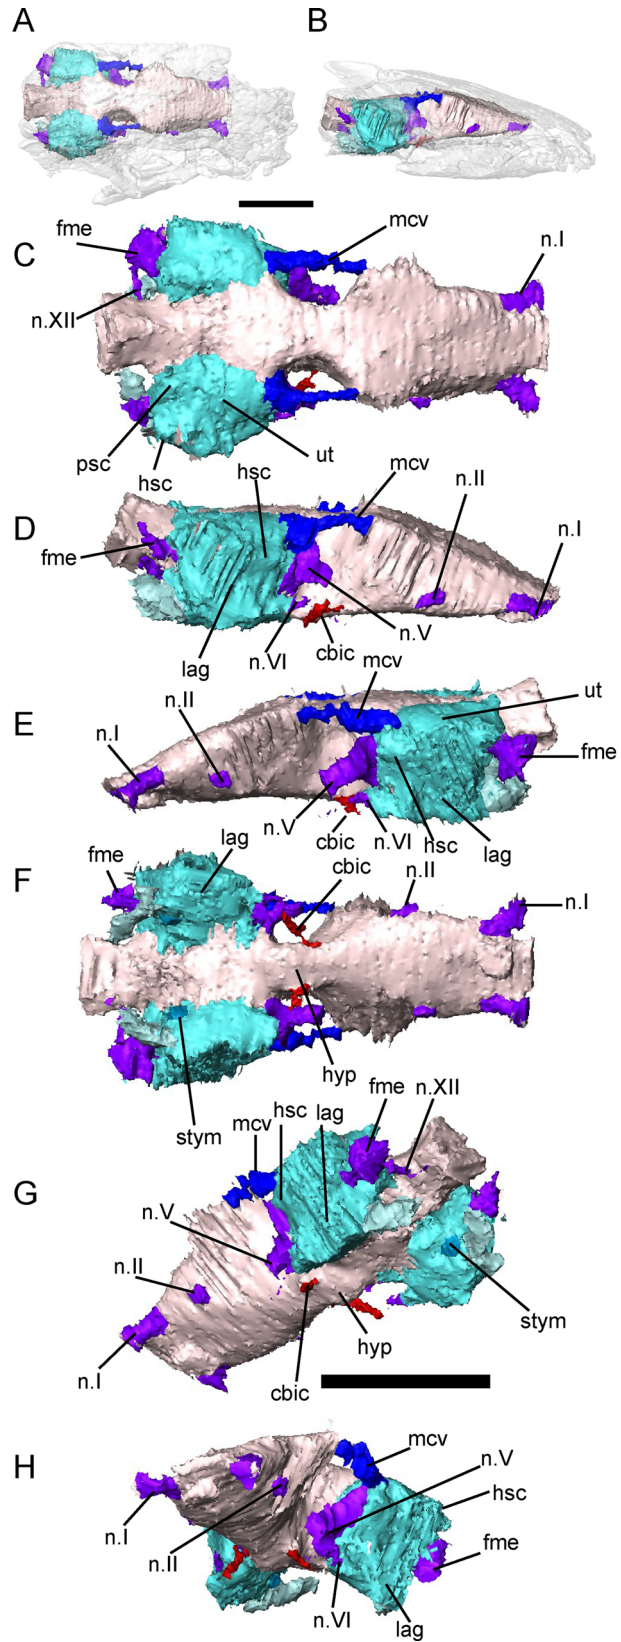 A
B
fme
mcv
C
n.I
n.XII
psc
ut
hsc
hsc
mcv
n.II
D
n.I
fme
n.V
lag
n.VI
cbic
mcv
ut
n.II
E
n.I
fme
n.V
n.VI
hsc
lag
cbic
cbic
fme
lag
n.II
F
n.I
hyp
fme
n.XII
stym
mcv
hsc
lag
G
n.V
n.II
stym
hyp
n.I
cbic
mcv
H
n.V
hsc
n.I
n.II
fme
n.VI
lag